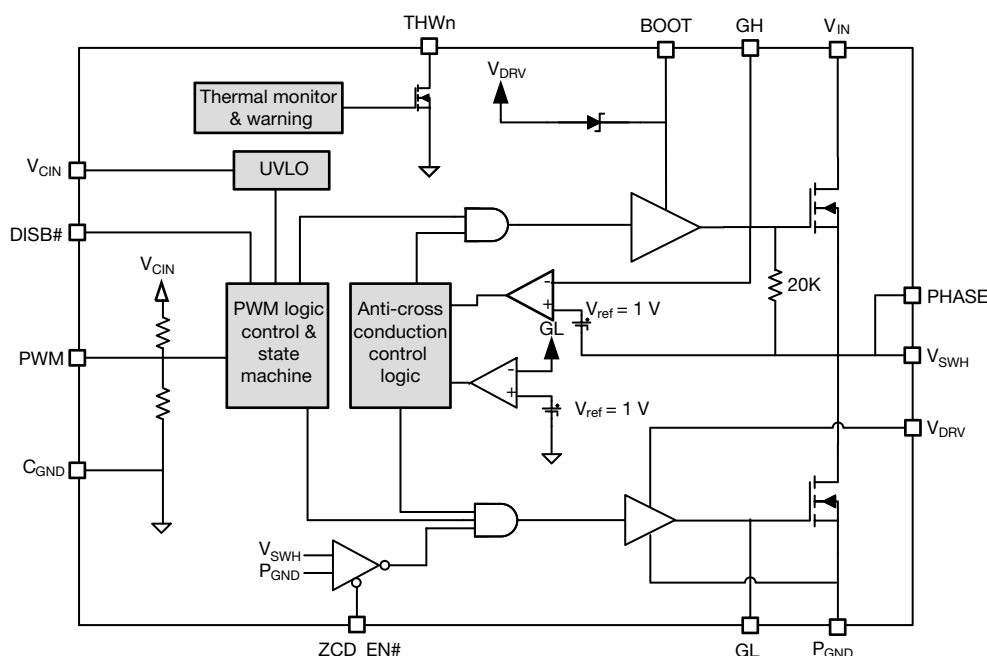 THWn
BOOT
GH
VIN
VDRV
Thermal monitor
& warning
VCIN
UVLO
DISB#
VCIN
PWM logic
control &
state
machine
Anti-cross
conduction
control
logic
-
+
Vref = 1 V
20K
PHASE
GL
PWM
VSWH
-
+
Vref = 1 V
VDRV
CGND
VSWH
PGND
ZCD_EN#
GL
PGND